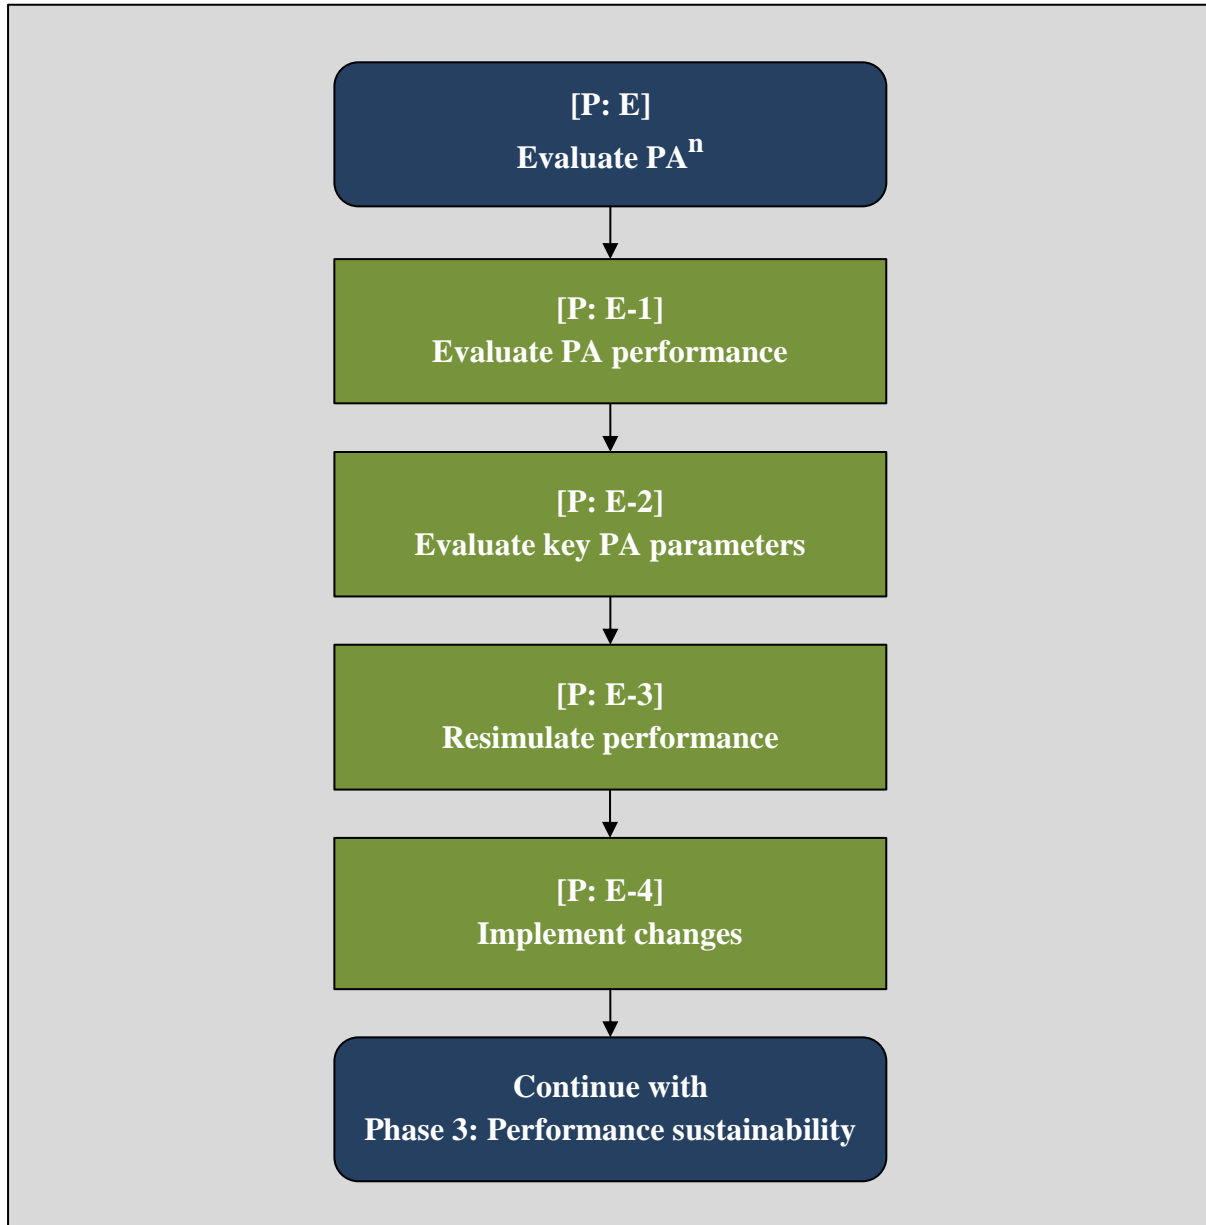 [P: E]
Evaluate PAⁿ
[P: E-1]
Evaluate PA performance
[P: E-2]
Evaluate key PA parameters
[P: E-3]
Resimulate performance
[P: E-4]
Implement changes
Continue with
Phase 3: Performance sustainability